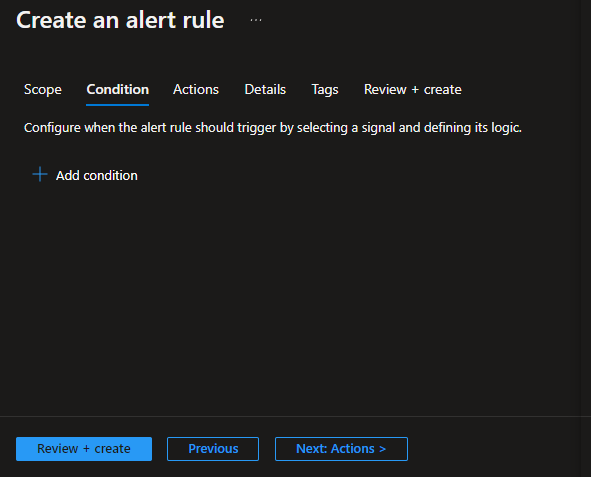 Create an alert rule ...
Scope Condition Actions Details Tags Review + create
Configure when the alert rule should trigger by selecting a signal and defining its logic.
+ Add condition
Review + create Previous Next: Actions >